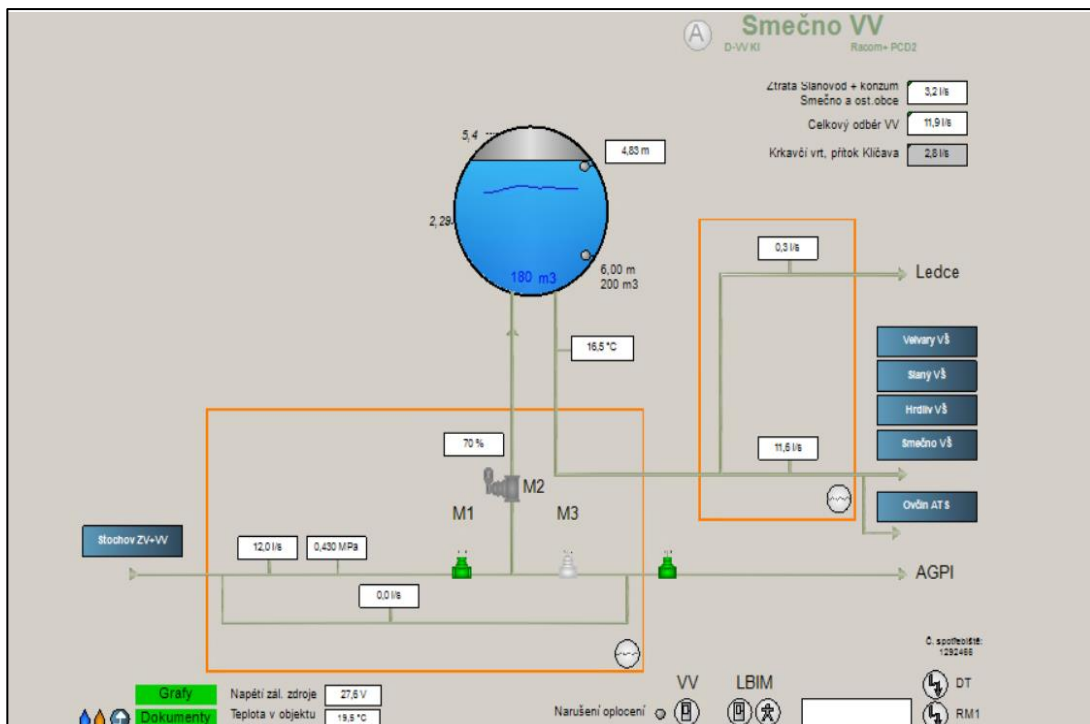 A
Smečno VV
D-VV Kl
Racom+ PCD2
Ztráta Slanovod + konzum
Smečno a ost.obce
3,2 l/s
Celkový odběr VV
11,9 l/s
Krkavčí vrt, přítok Klíčava
2,8 l/s
5,4
4,83 m
2,29
180 m3
6,00 m
200 m3
0,3 l/s
Ledce
16,5 °C
Velvary VŠ
Slaný VŠ
Hrdliv VŠ
Smečno VŠ
70 %
11,6 l/s
M2
M1
M3
Ovčín ATS
Stochov ZV+VV
12,0 l/s
0,430 MPa
AGPI
0,0 l/s
Č. spotřebiště:
1292466
Grafy
Napětí zál. zdroje
27,6 V
VV
LBIM
DT
Dokumenty
Teplota v objektu
19,5 °C
Narušení oplocení
RM1